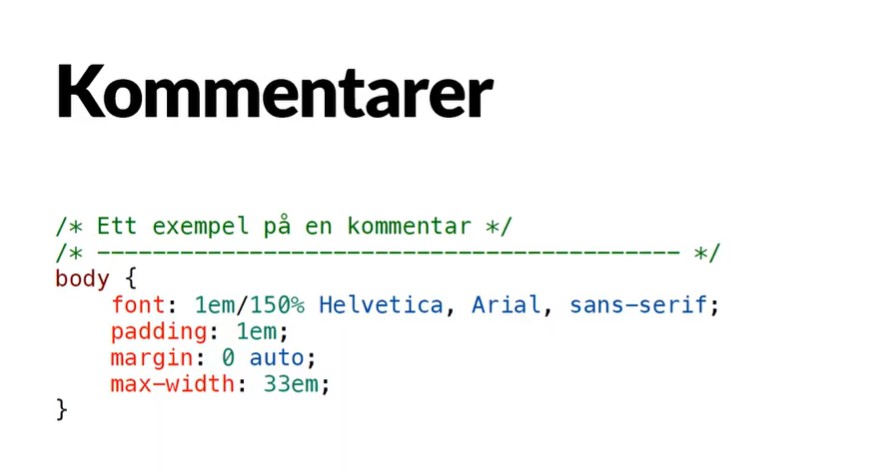 Kommentarer
/* Ett exempel på en kommentar */
/* ------------------------------------------ */
body {
    font: 1em/150% Helvetica, Arial, sans-serif;
    padding: 1em;
    margin: 0 auto;
    max-width: 33em;
}